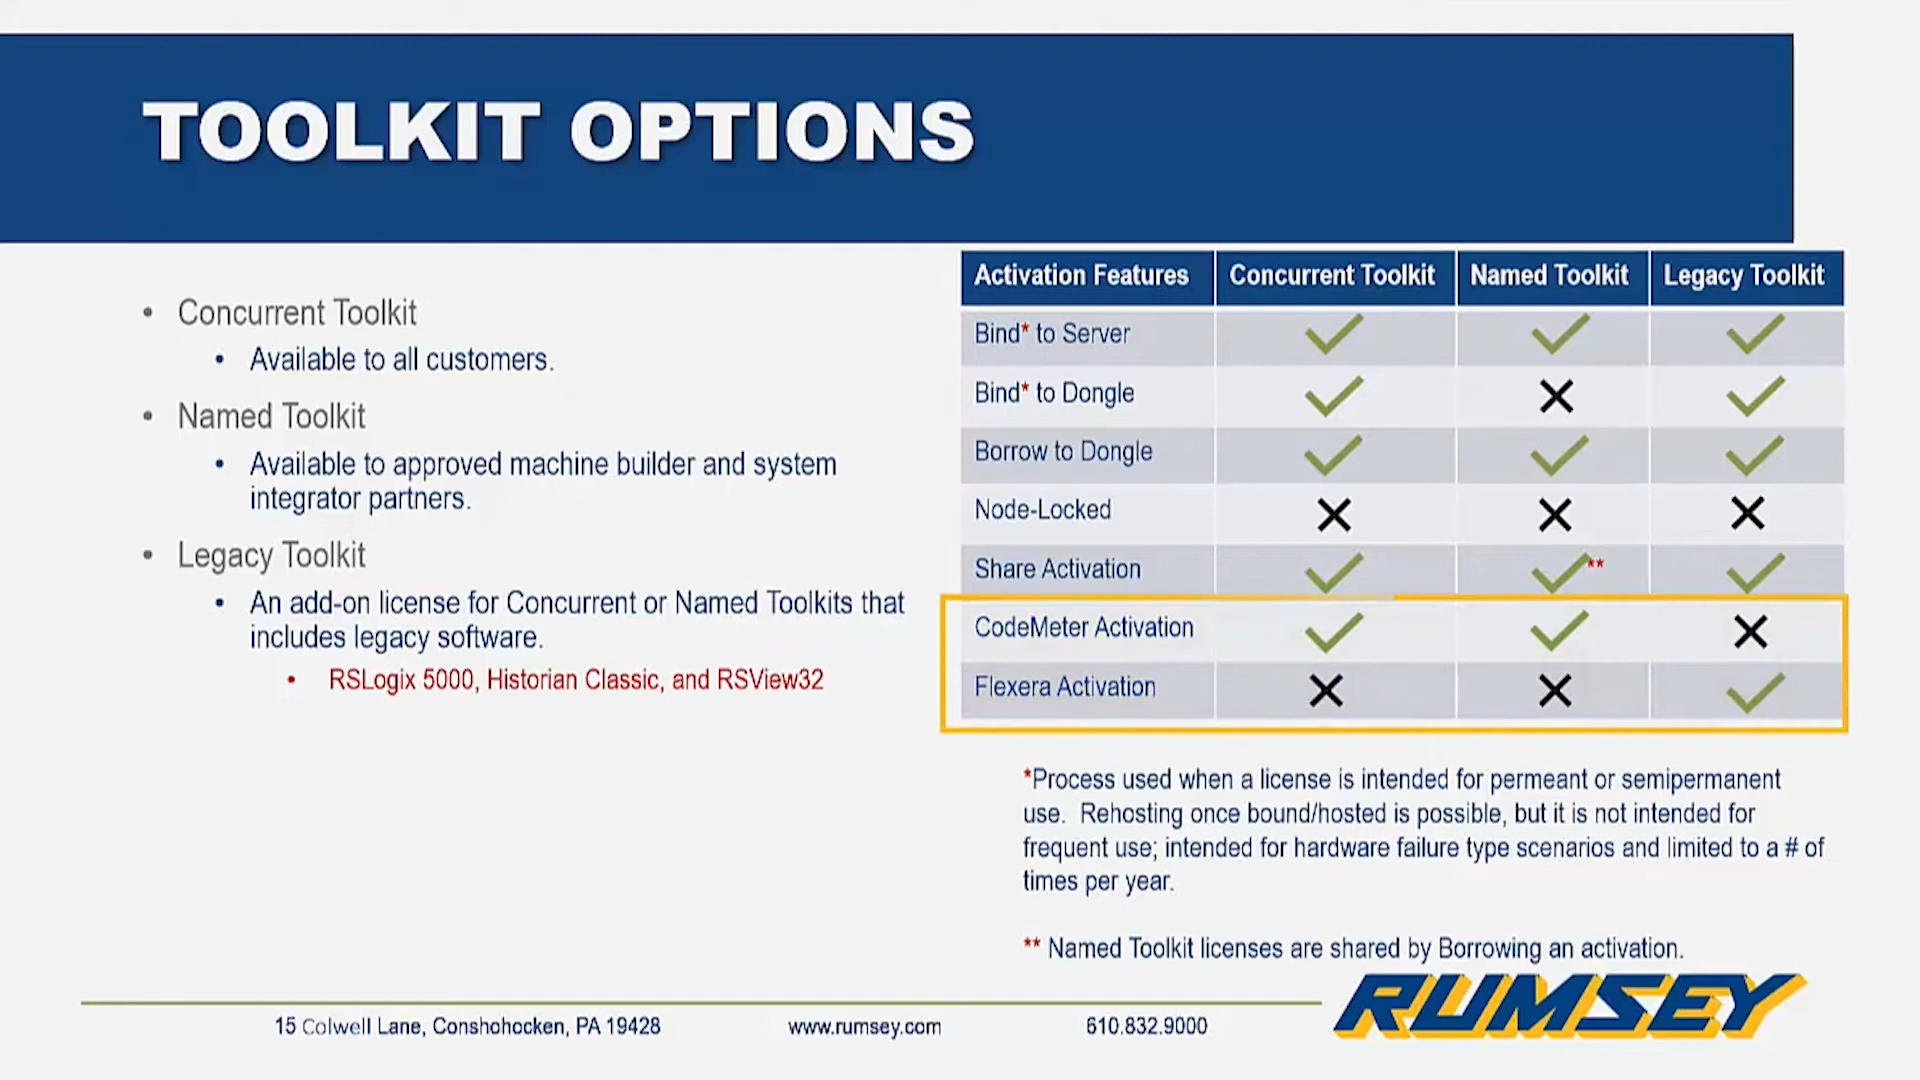 TOOLKIT OPTIONS
• Concurrent Toolkit
• Available to all customers.
• Named Toolkit
• Available to approved machine builder and system
integrator partners.
• Legacy Toolkit
• An add-on license for Concurrent or Named Toolkits that
includes legacy software.
• RSLogix 5000, Historian Classic, and RSView32
Activation Features Concurrent Toolkit Named Toolkit Legacy Toolkit
Bind* to Server ✓ ✓ ✓
Bind* to Dongle ✓ ✕ ✓
Borrow to Dongle ✓ ✓ ✓
Node-Locked ✕ ✕ ✕
Share Activation ✓ ✓** ✓
CodeMeter Activation ✓ ✓ ✕
Flexera Activation ✕ ✕ ✓
*Process used when a license is intended for permeant or semipermanent
use. Rehosting once bound/hosted is possible, but it is not intended for
frequent use; intended for hardware failure type scenarios and limited to a # of
times per year.
** Named Toolkit licenses are shared by Borrowing an activation.
15 Colwell Lane, Conshohocken, PA 19428 www.rumsey.com 610.832.9000
RUMSEY